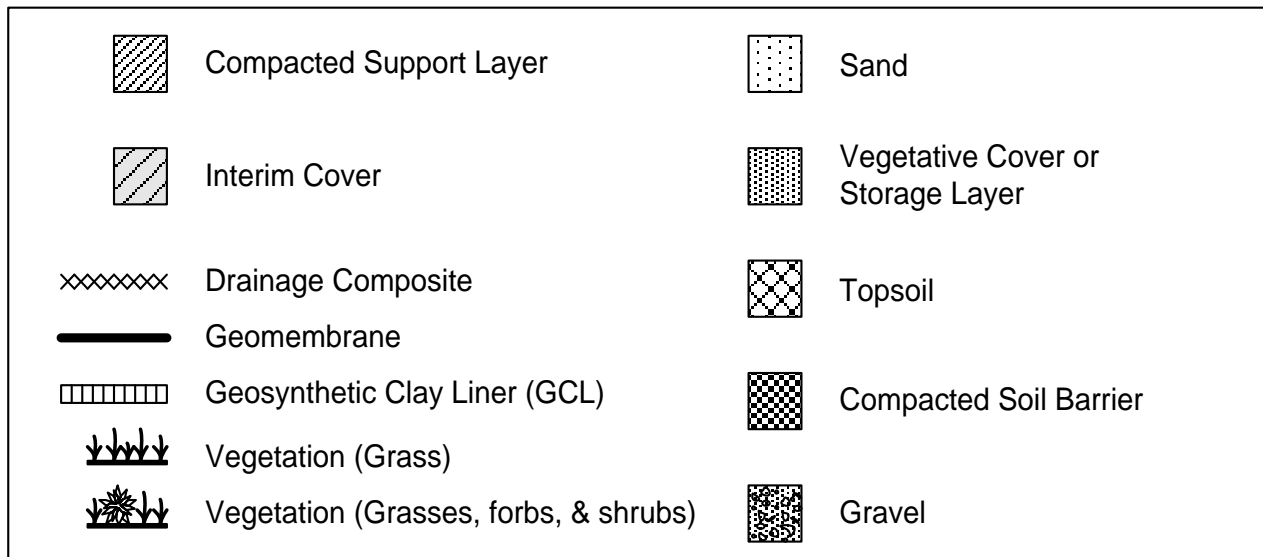 Compacted Support Layer
Interim Cover
Drainage Composite
Geomembrane
Geosynthetic Clay Liner (GCL)
Vegetation (Grass)
Vegetation (Grasses, forbs, & shrubs)
Sand
Vegetative Cover or
Storage Layer
Topsoil
Compacted Soil Barrier
Gravel